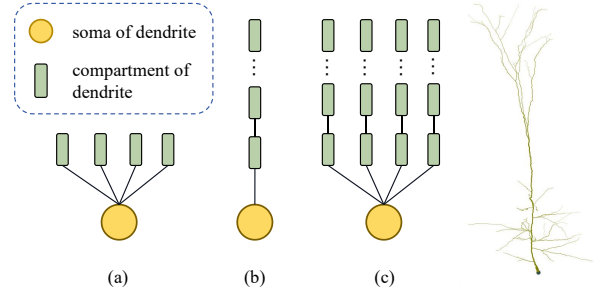 soma of dendrite
compartment of
dendrite
(a)
(b)
(c)